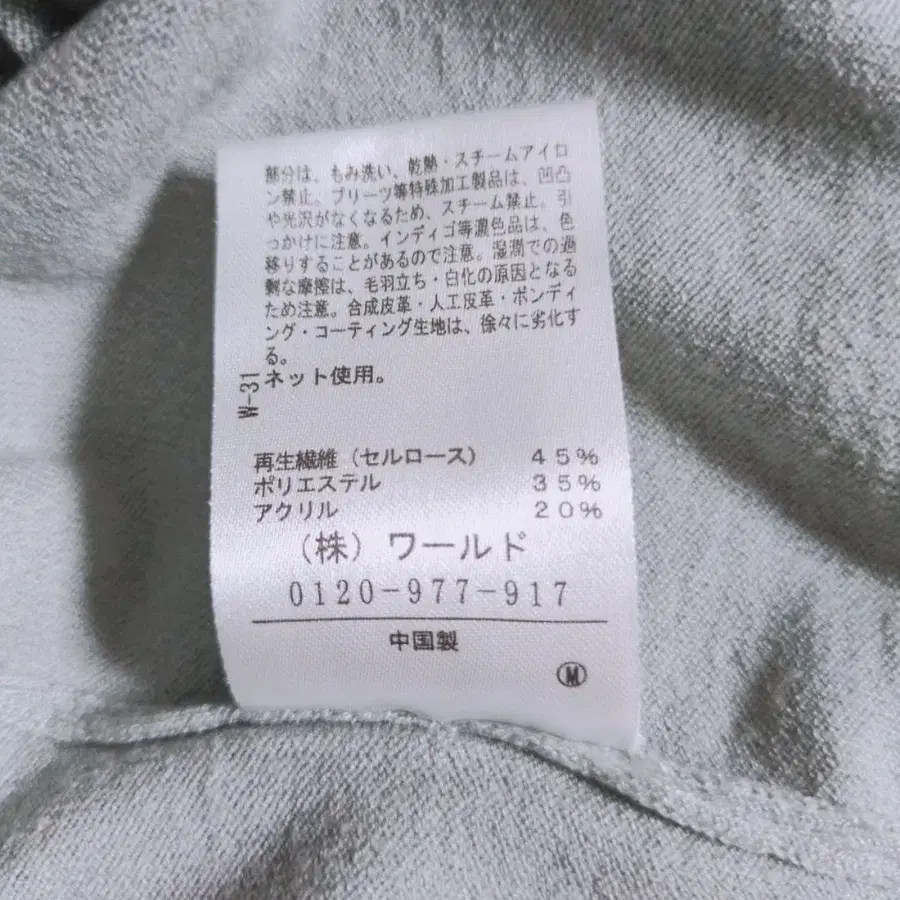 部分は、もみ洗い、乾熱・スチームアイロ
ン禁止。プリーツ等特殊加工製品は、凹凸
や光沢がなくなるため、スチーム禁止。引
っかけに注意。インディゴ等濃色品は、色
移りすることがあるので注意。湿潤での過
剰な摩擦は、毛羽立ち・白化の原因となる
ため注意。合成皮革・人工皮革・ボンディ
ング・コーティング生地は、徐々に劣化す
る。
ネット使用。
W-31
再生繊維（セルロース） 45%
ポリエステル 35%
アクリル 20%
（株）ワールド
0120-977-917
中国製
Ⓜ